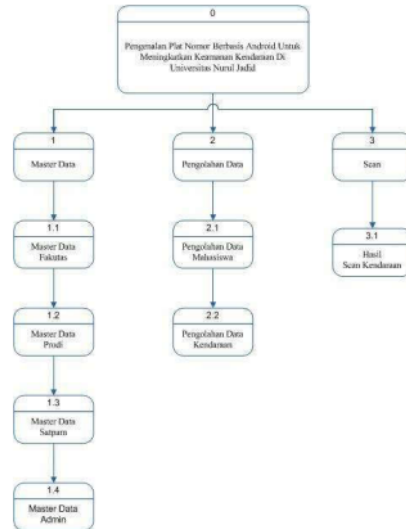 0
Pengenalan Plat Nomor Berbasis Android Untuk
Meningkatkan Keamanan Kendaraan Di
Universitas Nurul Jadid
1
Master Data
2
Pengolahan Data
3
Scan
1.1
Master Data
Fakutas
2.1
Pengolahan Data
Mahasiswa
3.1
Hasil
Scan Kendaraan
1.2
Master Data
Prodi
2.2
Pengolahan Data
Kendaraan
1.3
Master Data
Satpam
1.4
Master Data
Admin